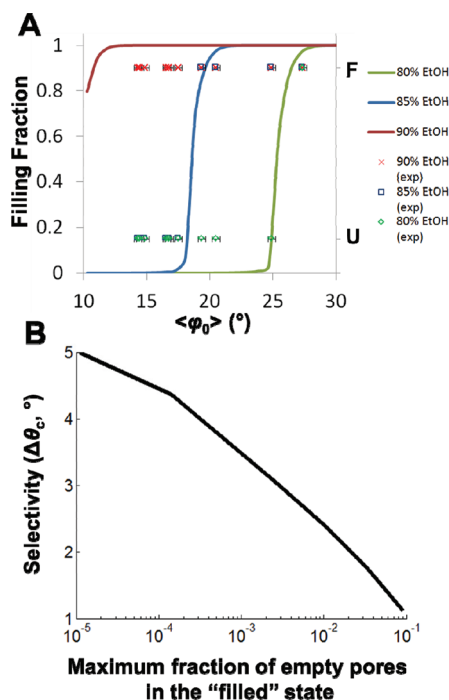 A
Filling Fraction
1
0.8
0.6
0.4
0.2
0
F
U
10 15 20 25 30
<φ₀> (°)
80% EtOH
85% EtOH
90% EtOH
90% EtOH
(exp)
85% EtOH
(exp)
80% EtOH
(exp)
B
Selectivity (Δθc, °)
5
4
3
2
1
10⁻⁵ 10⁻⁴ 10⁻³ 10⁻² 10⁻¹
Maximum fraction of empty pores
in the “filled” state